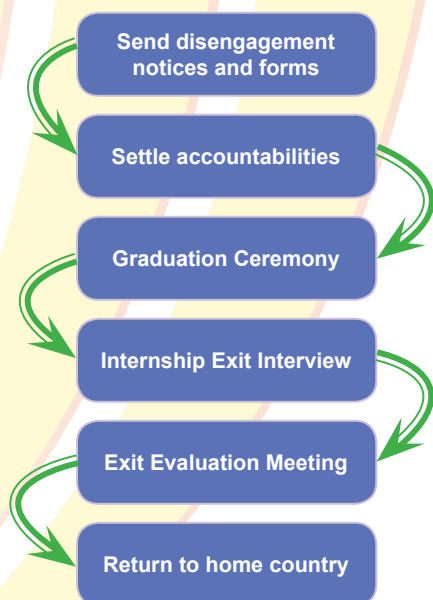 Send disengagement
notices and forms
Settle accountabilities
Graduation Ceremony
Internship Exit Interview
Exit Evaluation Meeting
Return to home country